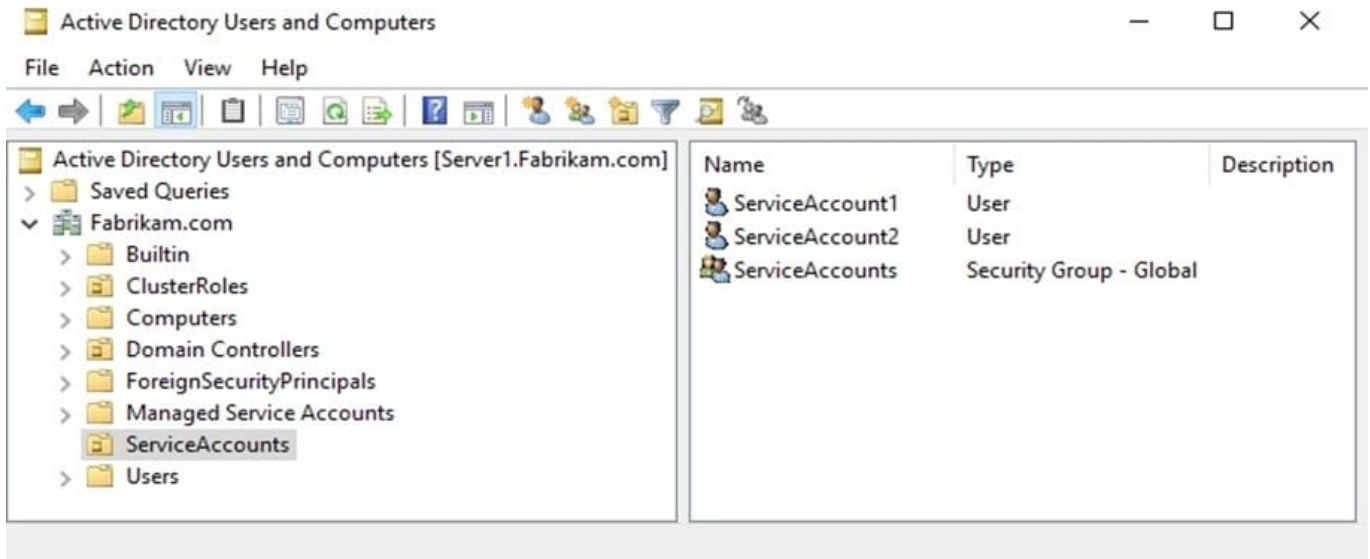 Active Directory Users and Computers
File Action View Help
Active Directory Users and Computers [Server1.Fabrikam.com]
Saved Queries
Fabrikam.com
Builtin
ClusterRoles
Computers
Domain Controllers
ForeignSecurityPrincipals
Managed Service Accounts
ServiceAccounts
Users
Name Type Description
ServiceAccount1 User
ServiceAccount2 User
ServiceAccounts Security Group - Global